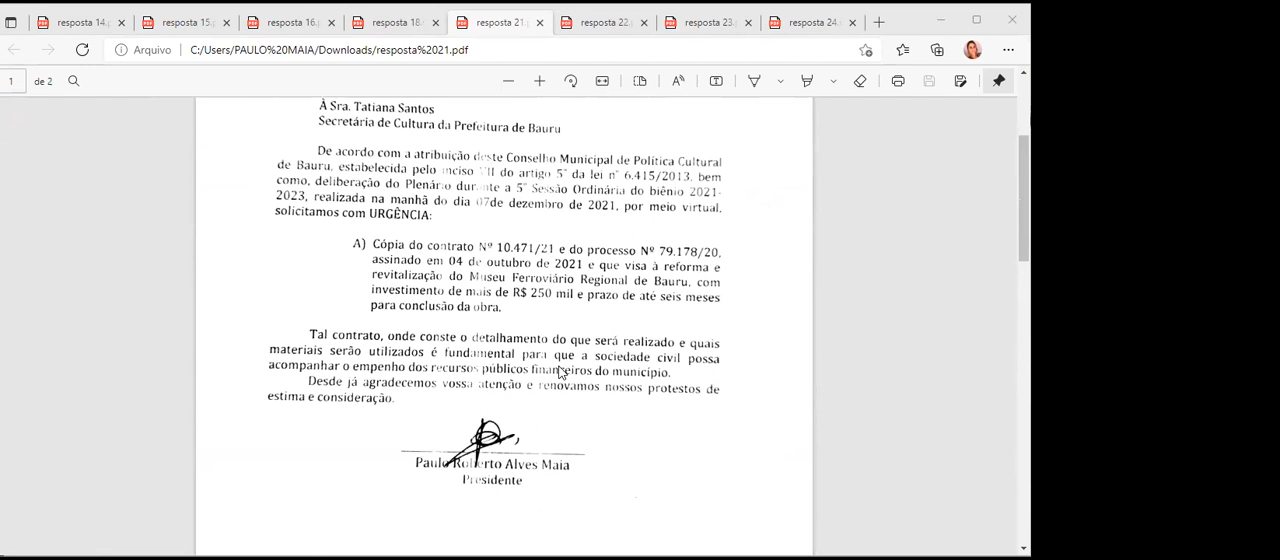 resposta 14.p
resposta 15.p
resposta 16.p
resposta 18.
resposta 21.p
resposta 22.p
resposta 23.p
resposta 24.
Arquivo
C:/Users/PAULO%20MAIA/Downloads/resposta%2021.pdf
1 de 2
À Sra. Tatiana Santos
Secretária de Cultura da Prefeitura de Bauru
De acordo com a atribuição deste Conselho Municipal de Política Cultural
de Bauru, estabelecida pelo inciso VII do artigo 5° da lei n° 6.415/2013, bem
como, deliberação do Plenário durante a 5ª Sessão Ordinária do biênio 2021-
2023, realizada na manhã do dia 07de dezembro de 2021, por meio virtual,
solicitamos com URGÊNCIA:
A) Cópia do contrato Nº 10.471/21 e do processo Nº 79.178/20,
assinado em 04 de outubro de 2021 e que visa à reforma e
revitalização do Museu Ferroviário Regional de Bauru, com
investimento de mais de R$ 250 mil e prazo de até seis meses
para conclusão da obra.
Tal contrato, onde conste o detalhamento do que será realizado e quais
materiais serão utilizados é fundamental para que a sociedade civil possa
acompanhar o empenho dos recursos públicos financeiros do município.
Desde já agradecemos vossa atenção e renovamos nossos protestos de
estima e consideração.
Paulo Roberto Alves Maia
Presidente